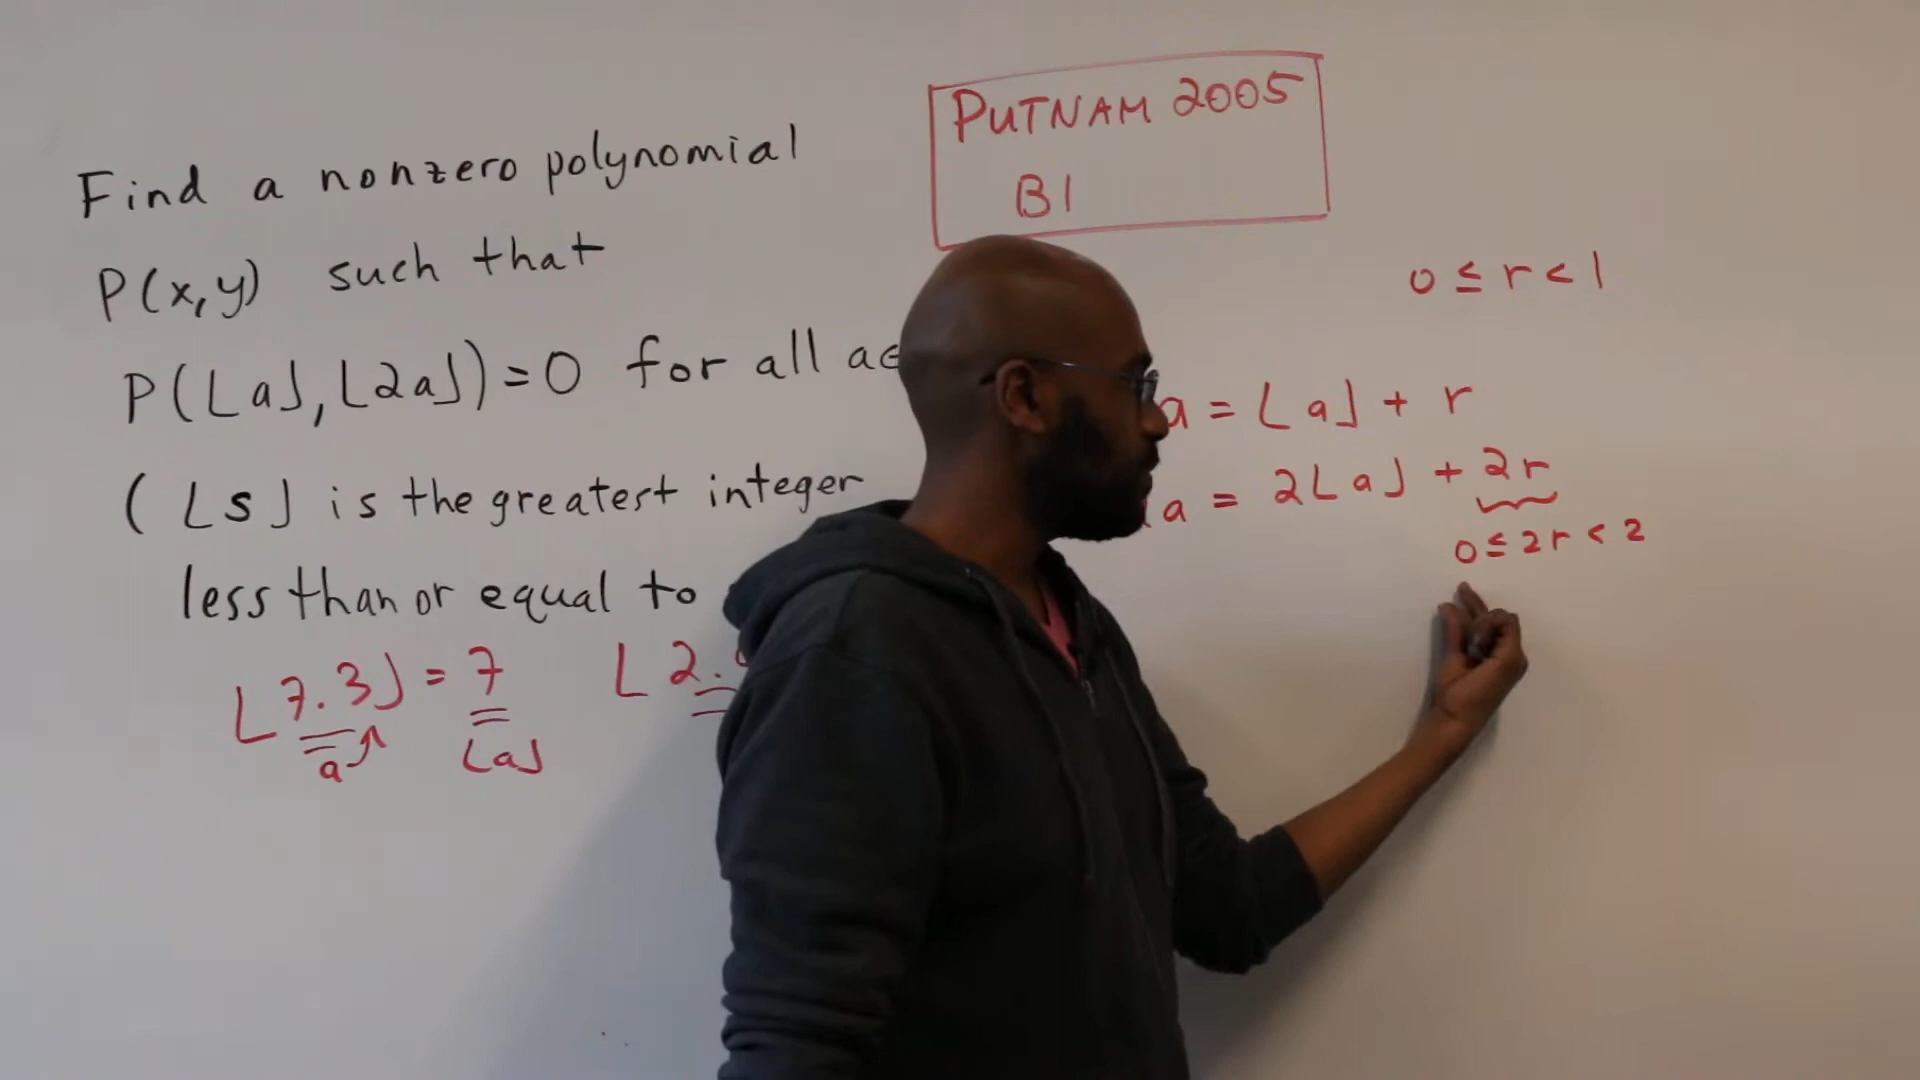 PUTNAM 2005
B1
Find a nonzero polynomial
P(x,y) such that
P(⌊a⌋,⌊2a⌋)=0 for all a∈
(⌊s⌋ is the greatest integer
less than or equal to
⌊7.3⌋ = 7
a
⌊a⌋
⌊2.
0 ≤ r < 1
a = ⌊a⌋ + r
a = 2⌊a⌋ + 2r
0 ≤ 2r < 2